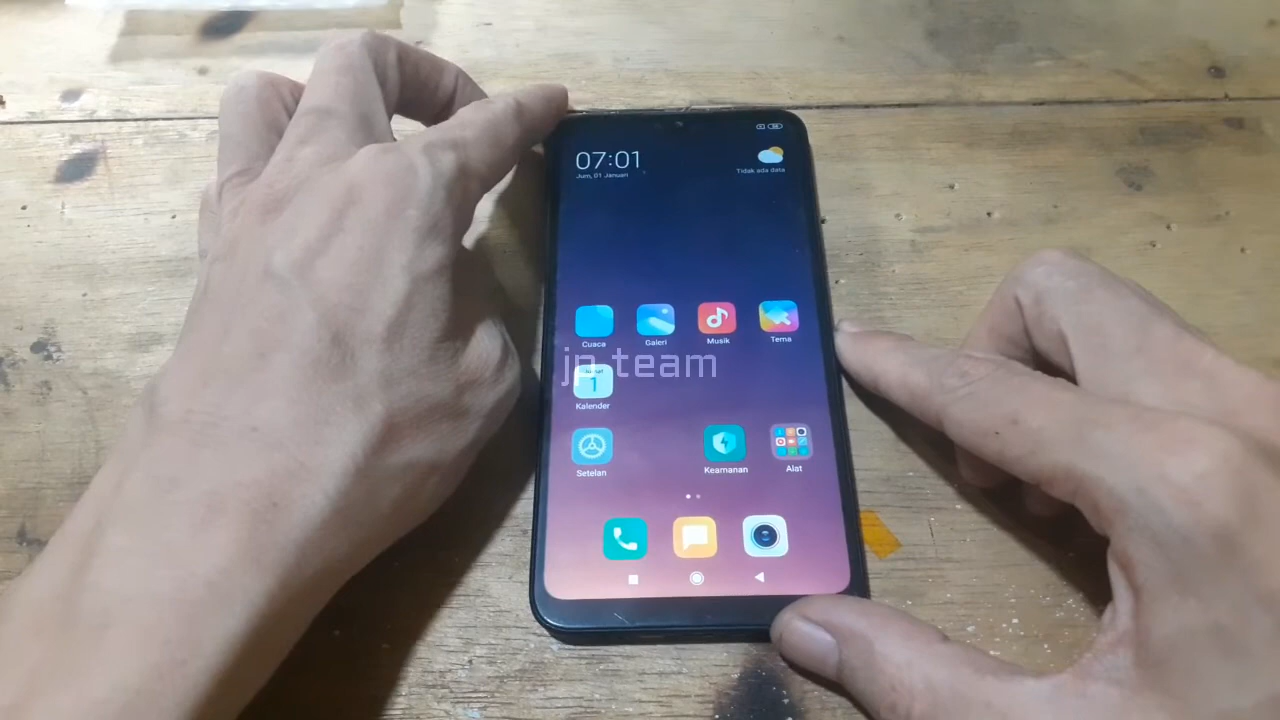 07:01
Jum, 01 Januari
Tidak ada data
Cuaca
Galeri
Musik
Tema
jn-team
1
Kalender
Setelan
Keamanan
Alat